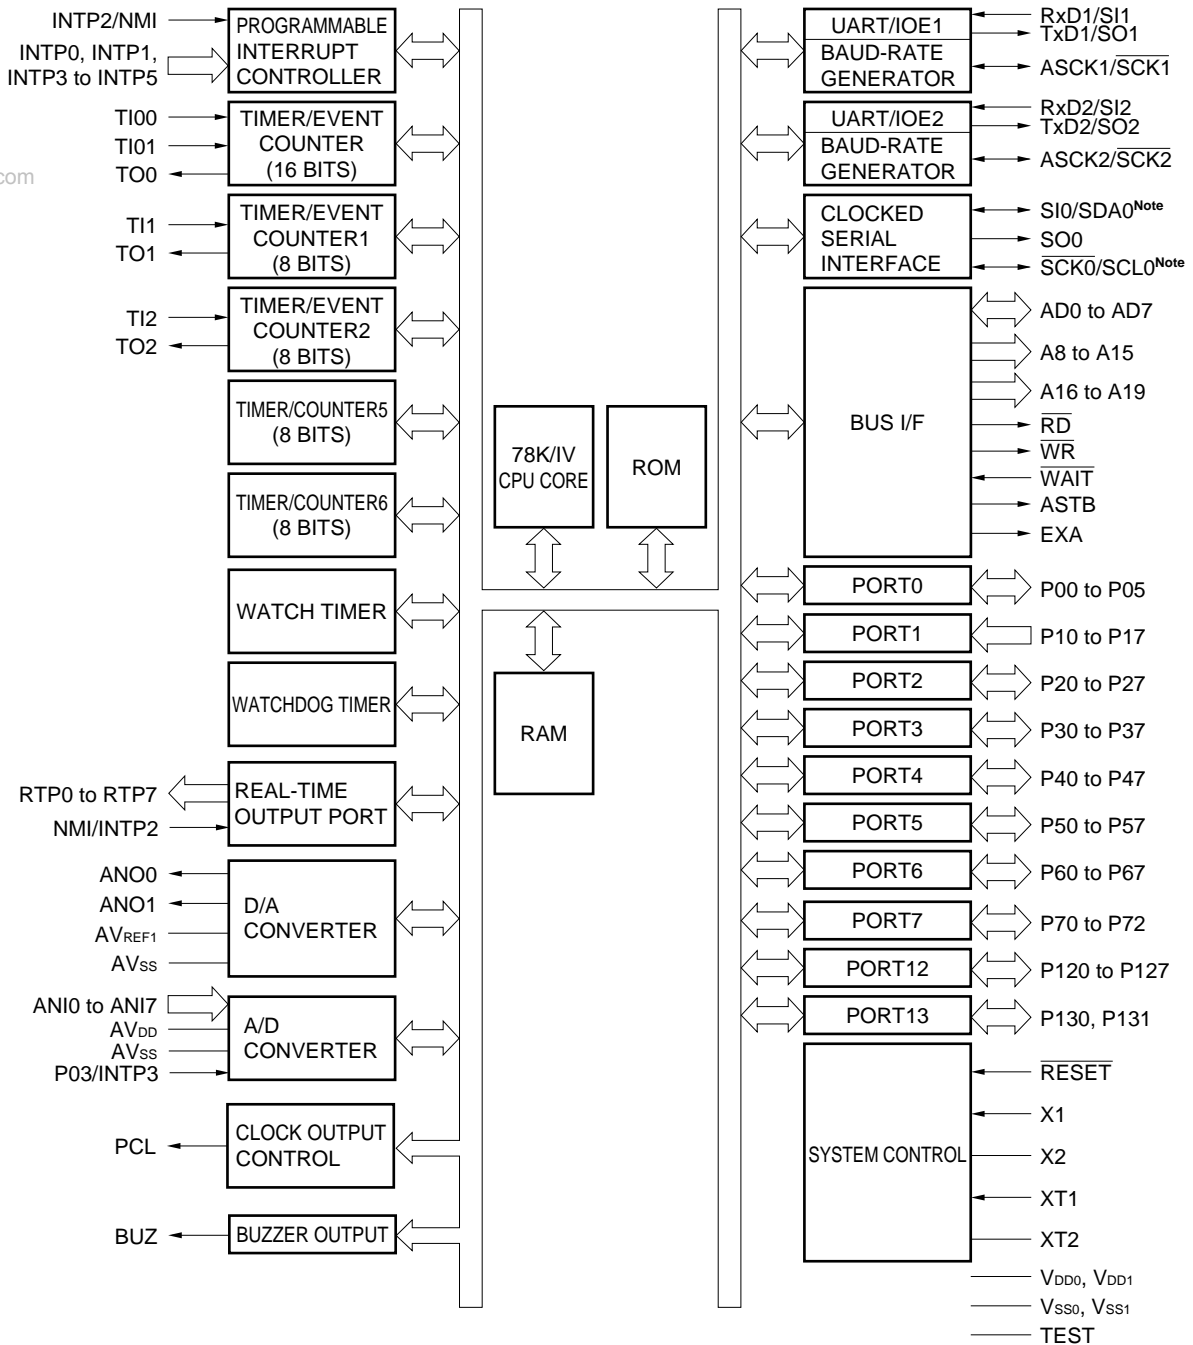 INTP2/NMI
INTP0, INTP1,
INTP3 to INTP5
PROGRAMMABLE
INTERRUPT
CONTROLLER
TI00
TI01
TO0
TIMER/EVENT
COUNTER
(16 BITS)
com
TI1
TO1
TIMER/EVENT
COUNTER1
(8 BITS)
TI2
TO2
TIMER/EVENT
COUNTER2
(8 BITS)
TIMER/COUNTER5
(8 BITS)
TIMER/COUNTER6
(8 BITS)
WATCH TIMER
WATCHDOG TIMER
RTP0 to RTP7
NMI/INTP2
REAL-TIME
OUTPUT PORT
ANO0
ANO1
AVREF1
AVSS
D/A
CONVERTER
ANI0 to ANI7
AVDD
AVSS
P03/INTP3
A/D
CONVERTER
PCL
CLOCK OUTPUT
CONTROL
BUZ
BUZZER OUTPUT
78K/IV
CPU CORE
ROM
RAM
UART/IOE1
BAUD-RATE
GENERATOR
RxD1/SI1
TxD1/SO1
ASCK1/SCK1
UART/IOE2
BAUD-RATE
GENERATOR
RxD2/SI2
TxD2/SO2
ASCK2/SCK2
CLOCKED
SERIAL
INTERFACE
SI0/SDA0Note
SO0
SCK0/SCL0Note
BUS I/F
AD0 to AD7
A8 to A15
A16 to A19
RD
WR
WAIT
ASTB
EXA
PORT0
P00 to P05
PORT1
P10 to P17
PORT2
P20 to P27
PORT3
P30 to P37
PORT4
P40 to P47
PORT5
P50 to P57
PORT6
P60 to P67
PORT7
P70 to P72
PORT12
P120 to P127
PORT13
P130, P131
SYSTEM CONTROL
RESET
X1
X2
XT1
XT2
VDD0, VDD1
VSS0, VSS1
TEST